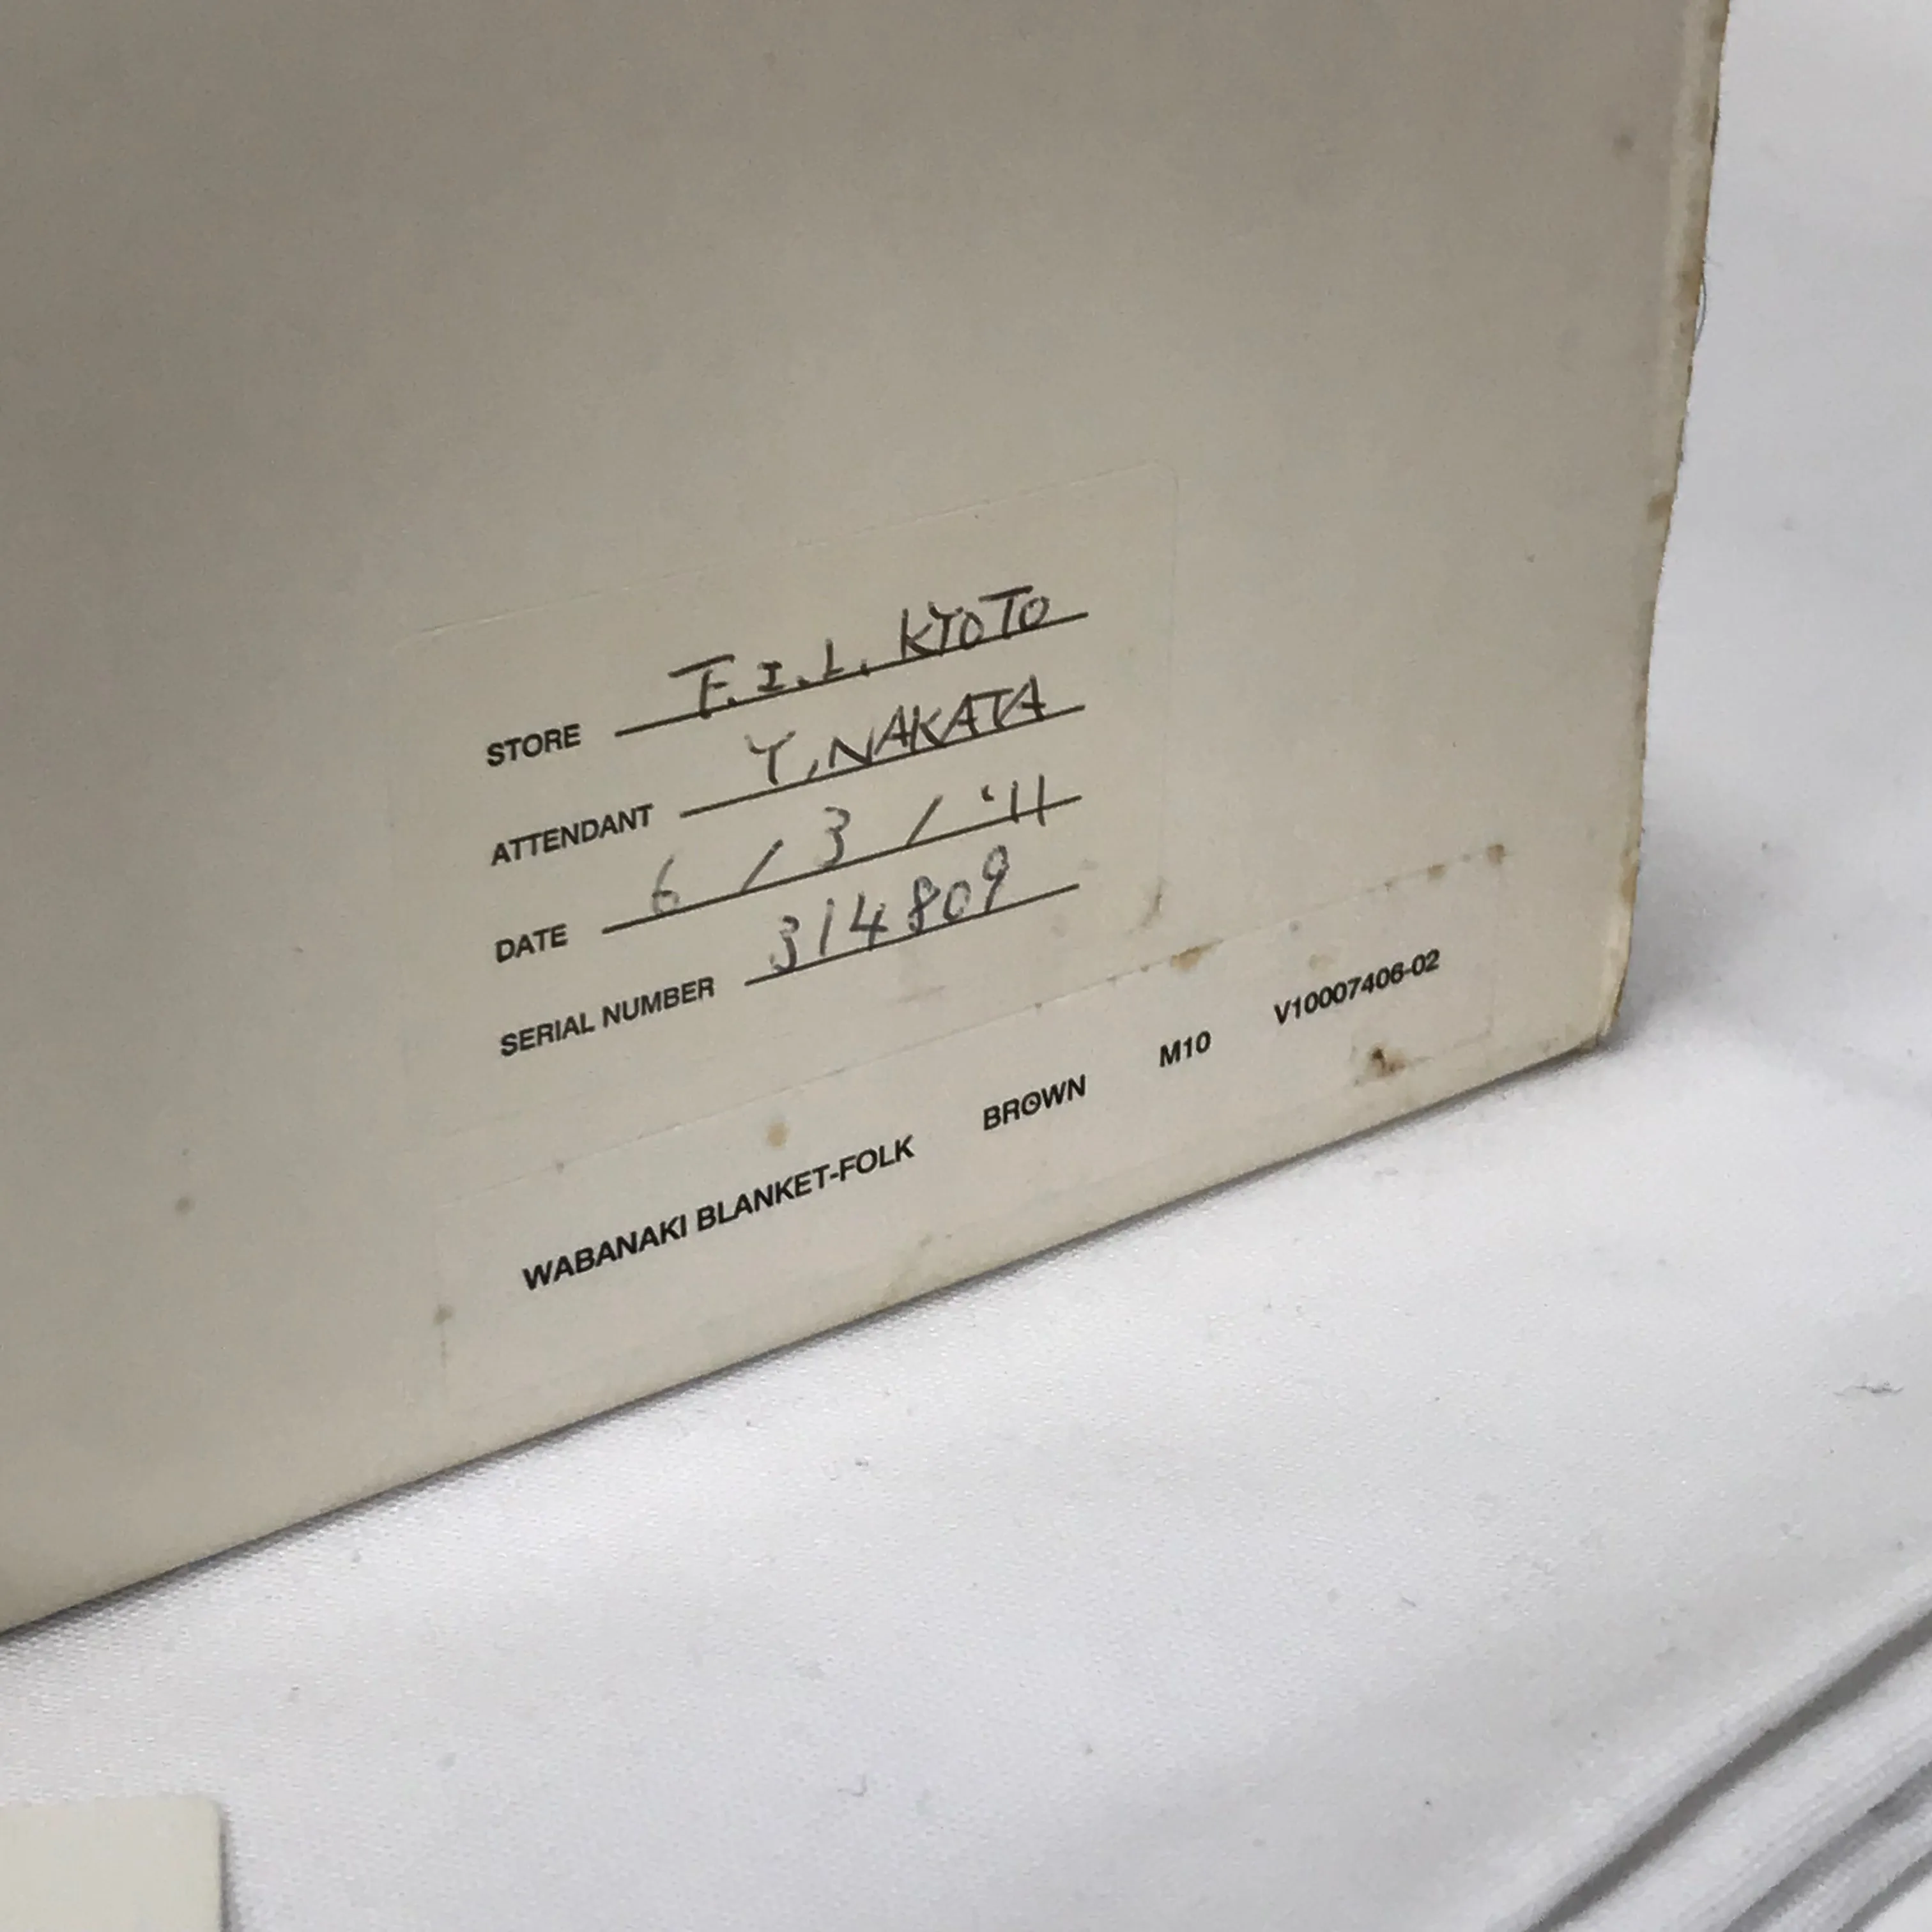 STORE F.I.L. KYOTO
ATTENDANT Y.NAKATA
DATE 6 / 3 / '11
SERIAL NUMBER 314809
WABANAKI BLANKET-FOLK BROWN M10 V10007406-02